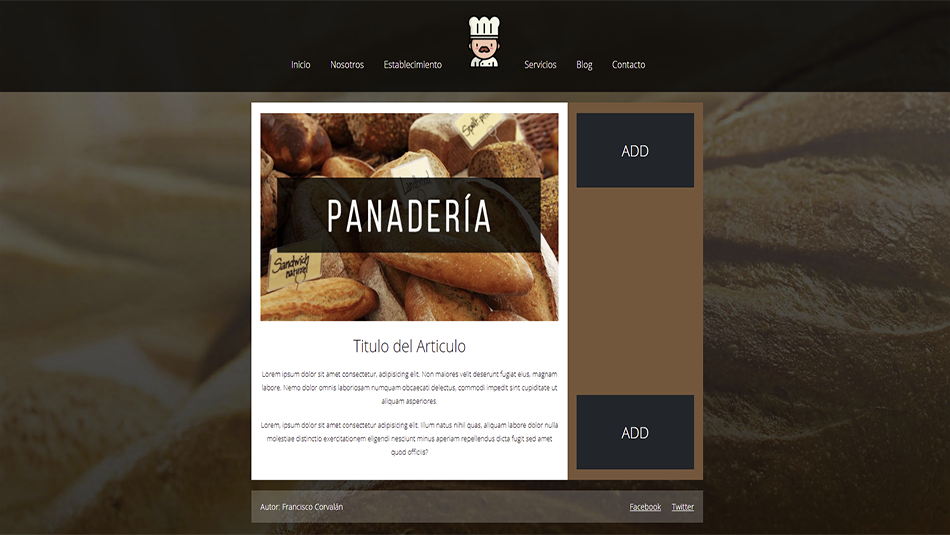 Inicio Nosotros Establecimiento Servicios Blog Contacto
Spelt
PANADERÍA
Sandwich
naturel
ADD
Titulo del Articulo
Lorem ipsum dolor sit amet consectetur, adipisicing elit. Non maiores velit deserunt fugiat eius, magnam
labore. Nemo dolor omnis laboriosam numquam obcaecati delectus, commodi impedit sint cupiditate ut
aliquam asperiores.
Lorem, ipsum dolor sit amet consectetur adipisicing elit. Illum natus nihil quas, aliquam labore dolor nulla
molestiae distinctio exercitationem eligendi nesciunt minus aperiam repellendus dicta fugit sed amet
quod officiis?
ADD
Autor: Francisco Corvalán
Facebook Twitter